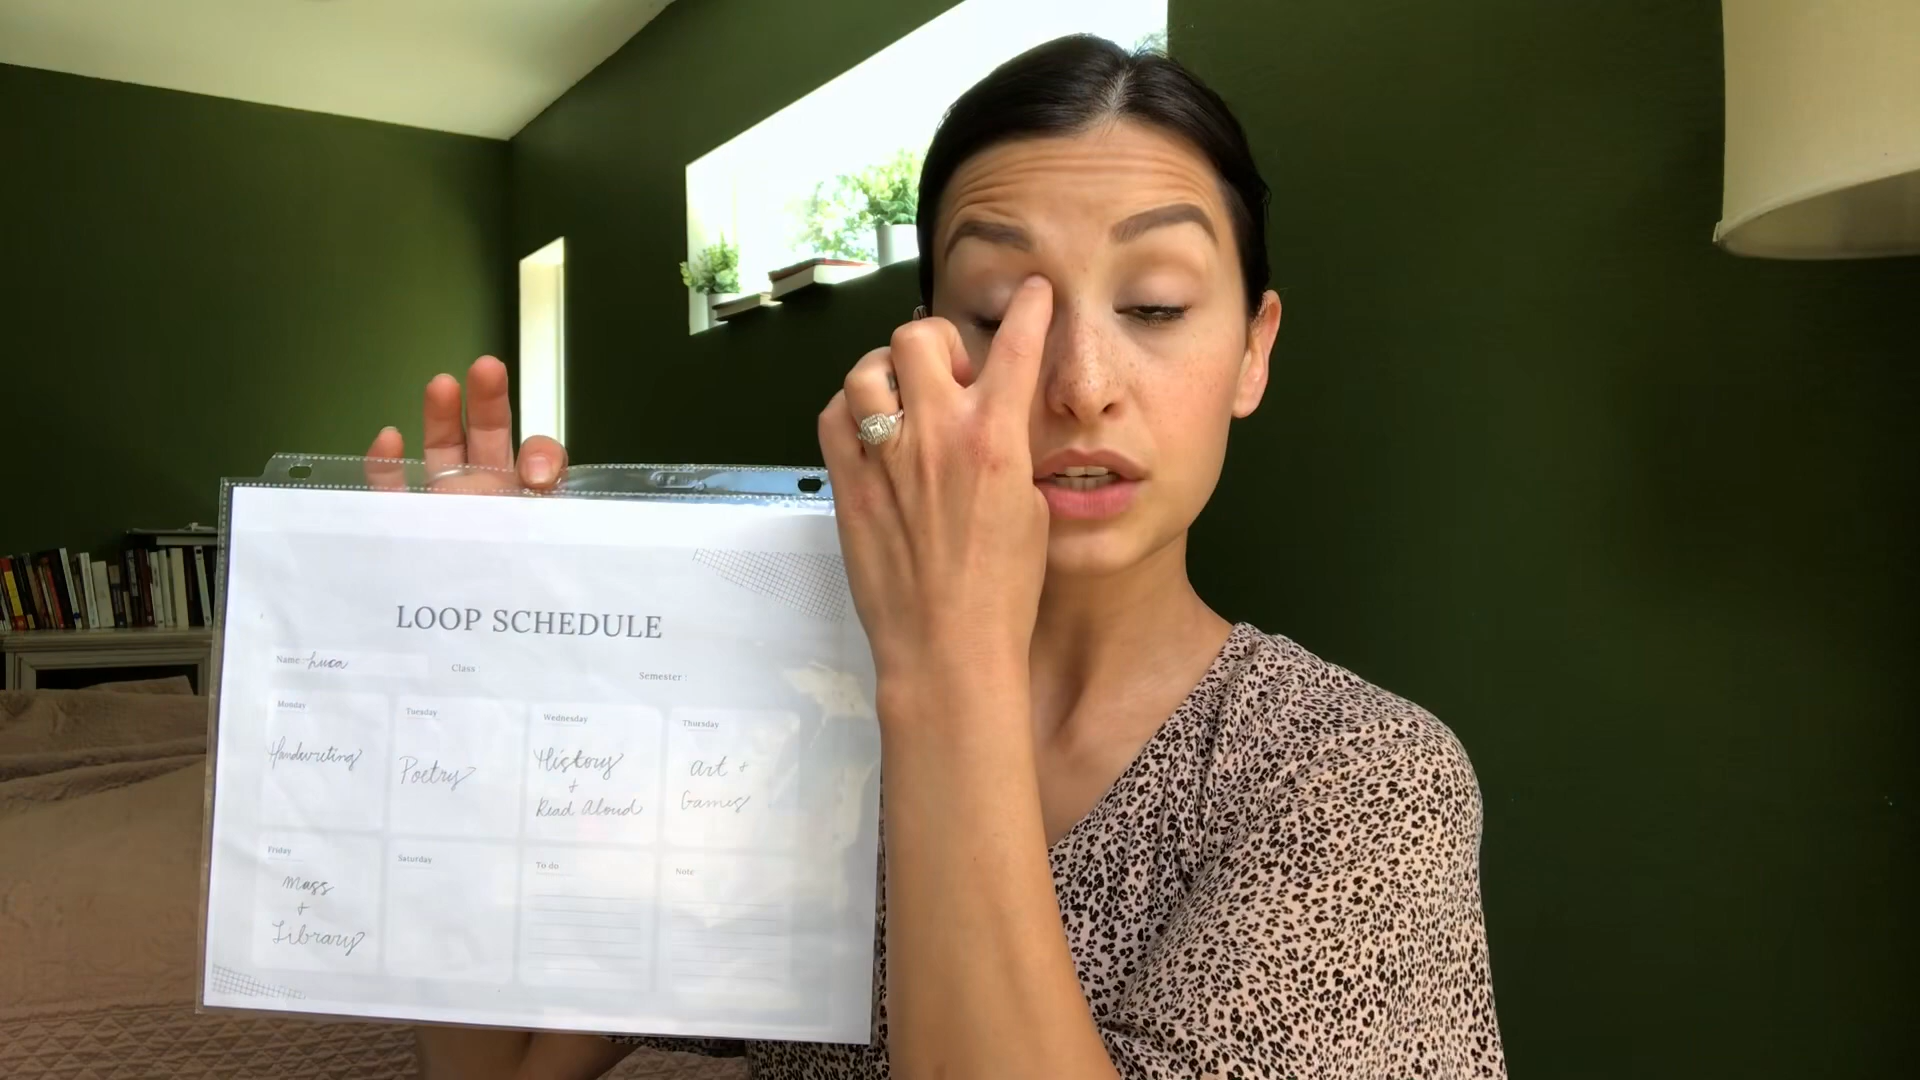 LOOP SCHEDULE
Name: Luca
Class:
Semester:
Monday
Handwriting
Tuesday
Poetry
Wednesday
History
+
Read Aloud
Thursday
Art +
Games
Friday
Mass
+
Library
Saturday
To do
Note